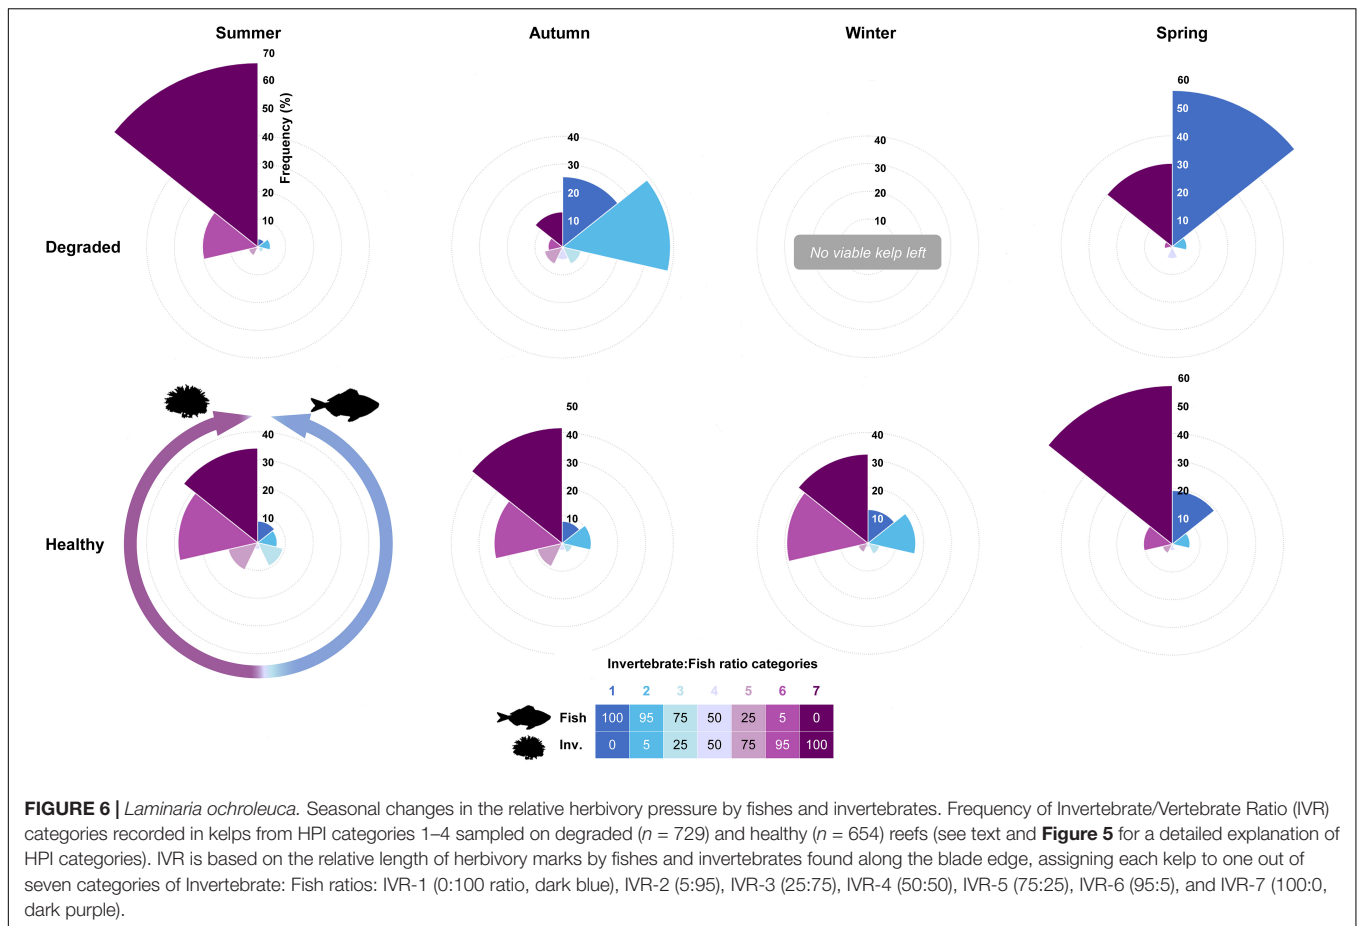 Summer Autumn Winter Spring
70
60
50
40
30
20
10
Frequency (%)
40
30
20
10
40
30
20
10
60
50
40
30
20
10
Degraded
No viable kelp left
40
30
20
10
50
40
30
20
10
40
30
20
10
60
50
40
30
20
10
Healthy
Invertebrate:Fish ratio categories
1 2 3 4 5 6 7
Fish 100 95 75 50 25 5 0
Inv. 0 5 25 50 75 95 100
FIGURE 6 | Laminaria ochroleuca. Seasonal changes in the relative herbivory pressure by fishes and invertebrates. Frequency of Invertebrate/Vertebrate Ratio (IVR)
categories recorded in kelps from HPI categories 1–4 sampled on degraded (n = 729) and healthy (n = 654) reefs (see text and Figure 5 for a detailed explanation of
HPI categories). IVR is based on the relative length of herbivory marks by fishes and invertebrates found along the blade edge, assigning each kelp to one out of
seven categories of Invertebrate: Fish ratios: IVR-1 (0:100 ratio, dark blue), IVR-2 (5:95), IVR-3 (25:75), IVR-4 (50:50), IVR-5 (75:25), IVR-6 (95:5), and IVR-7 (100:0,
dark purple).